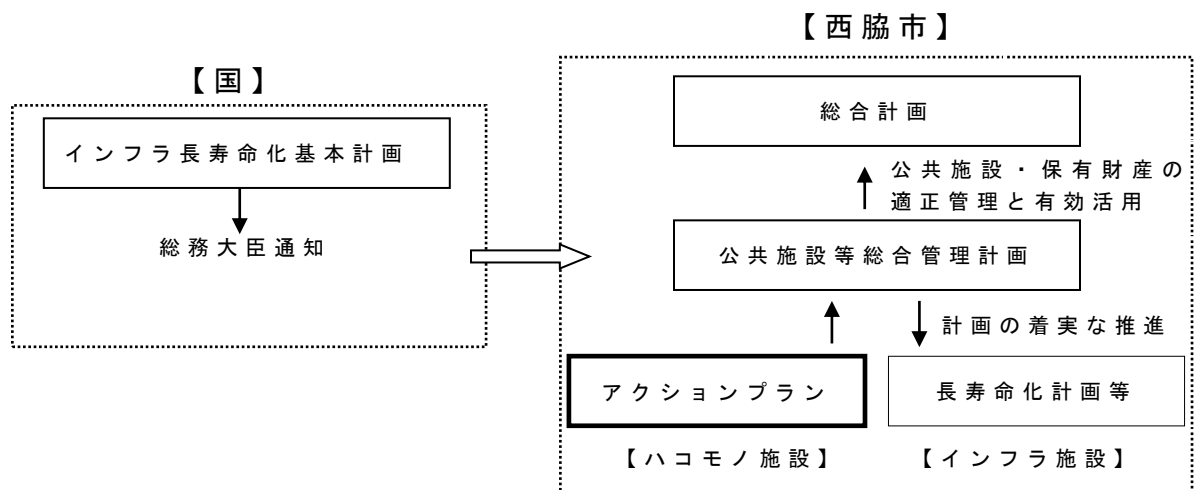 【国】
インフラ長寿命化基本計画
総務大臣通知
【西脇市】
総合計画
公共施設・保有財産の
適正管理と有効活用
公共施設等総合管理計画
計画の着実な推進
アクションプラン
長寿命化計画等
【ハコモノ施設】
【インフラ施設】